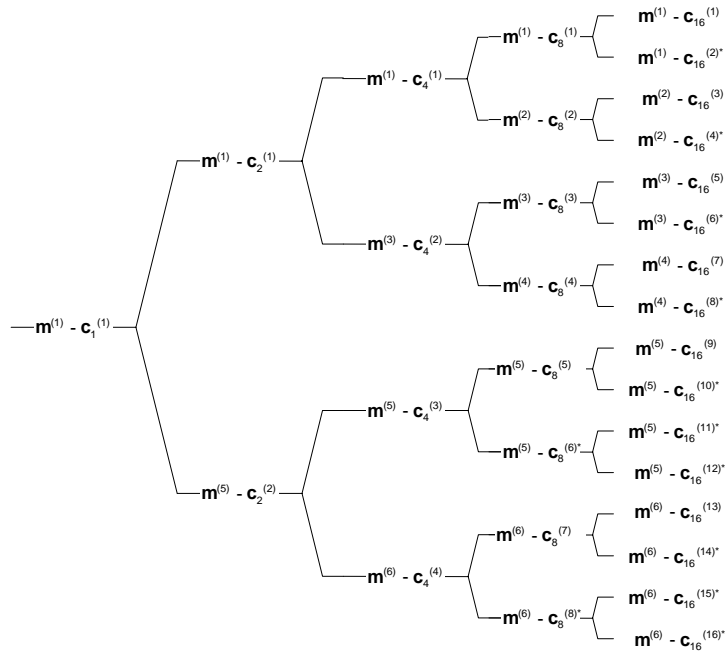 m(1) - c16(1)
m(1) - c8(1)
m(1) - c16(2)*
m(1) - c4(1)
m(2) - c16(3)
m(2) - c8(2)
m(2) - c16(4)*
m(1) - c2(1)
m(3) - c16(5)
m(3) - c8(3)
m(3) - c16(6)*
m(3) - c4(2)
m(4) - c16(7)
m(4) - c8(4)
m(4) - c16(8)*
m(1) - c1(1)
m(5) - c16(9)
m(5) - c8(5)
m(5) - c16(10)*
m(5) - c4(3)
m(5) - c16(11)*
m(5) - c8(6)*
m(5) - c16(12)*
m(5) - c2(2)
m(6) - c16(13)
m(6) - c8(7)
m(6) - c16(14)*
m(6) - c4(4)
m(6) - c16(15)*
m(6) - c8(8)*
m(6) - c16(16)*